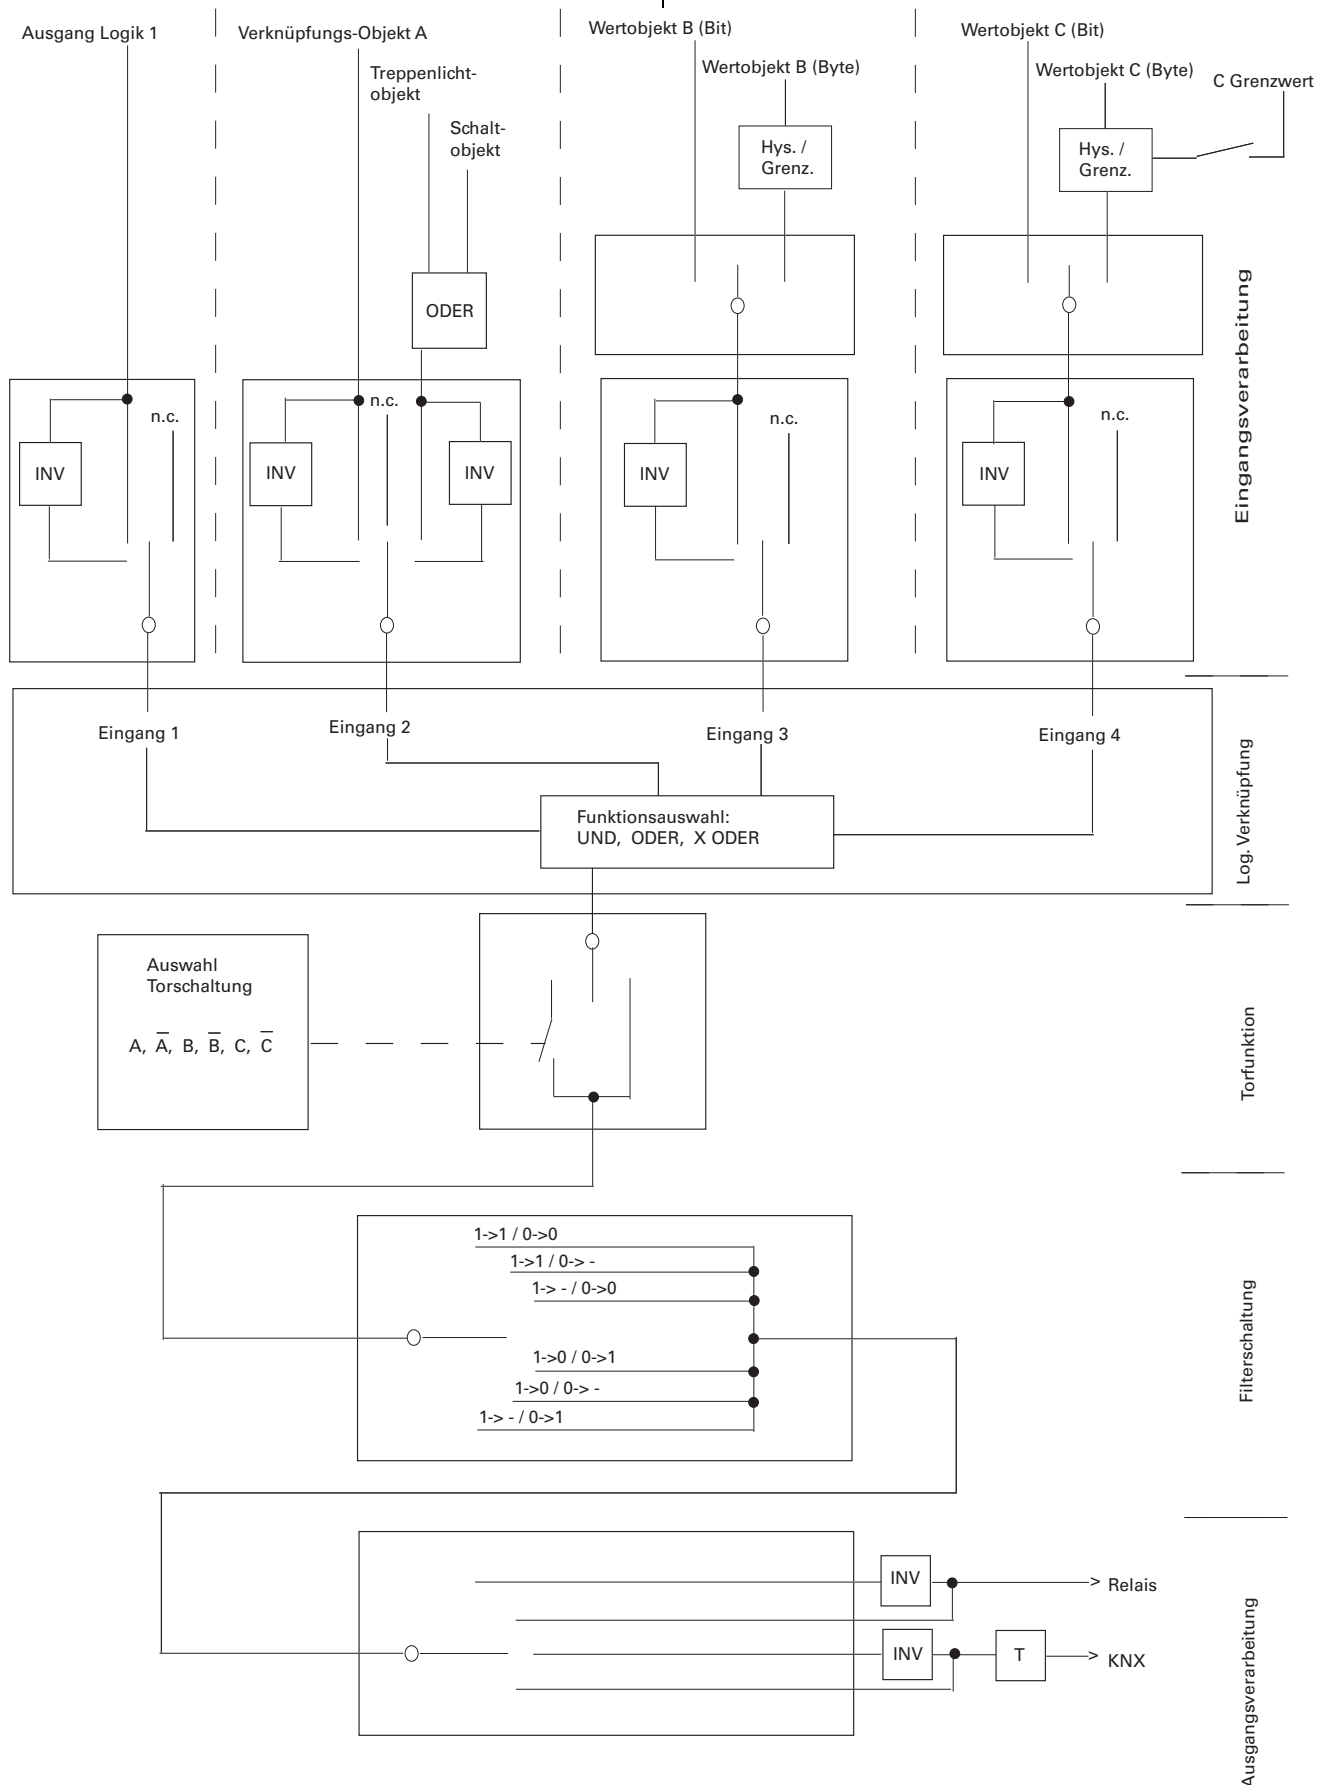 Ausgang Logik 1
Verknüpfungs-Objekt A
Treppenlicht-
objekt
Schalt-
objekt
Wertobjekt B (Bit)
Wertobjekt B (Byte)
Wertobjekt C (Bit)
Wertobjekt C (Byte)
C Grenzwert
Hys. /
Grenz.
Hys. /
Grenz.
ODER
Eingangsverarbeitung
n.c.
INV
n.c.
INV
INV
n.c.
INV
n.c.
INV
Eingang 1
Eingang 2
Eingang 3
Eingang 4
Funktionsauswahl:
UND, ODER, X ODER
Log. Verknüpfung
Auswahl
Torschaltung
A, A̅, B, B̅, C, C̅
Torfunktion
1->1 / 0->0
1->1 / 0-> -
1-> - / 0->0
1->0 / 0->1
1->0 / 0-> -
1-> - / 0->1
Filterschaltung
INV
> Relais
INV
T
> KNX
Ausgangsverarbeitung